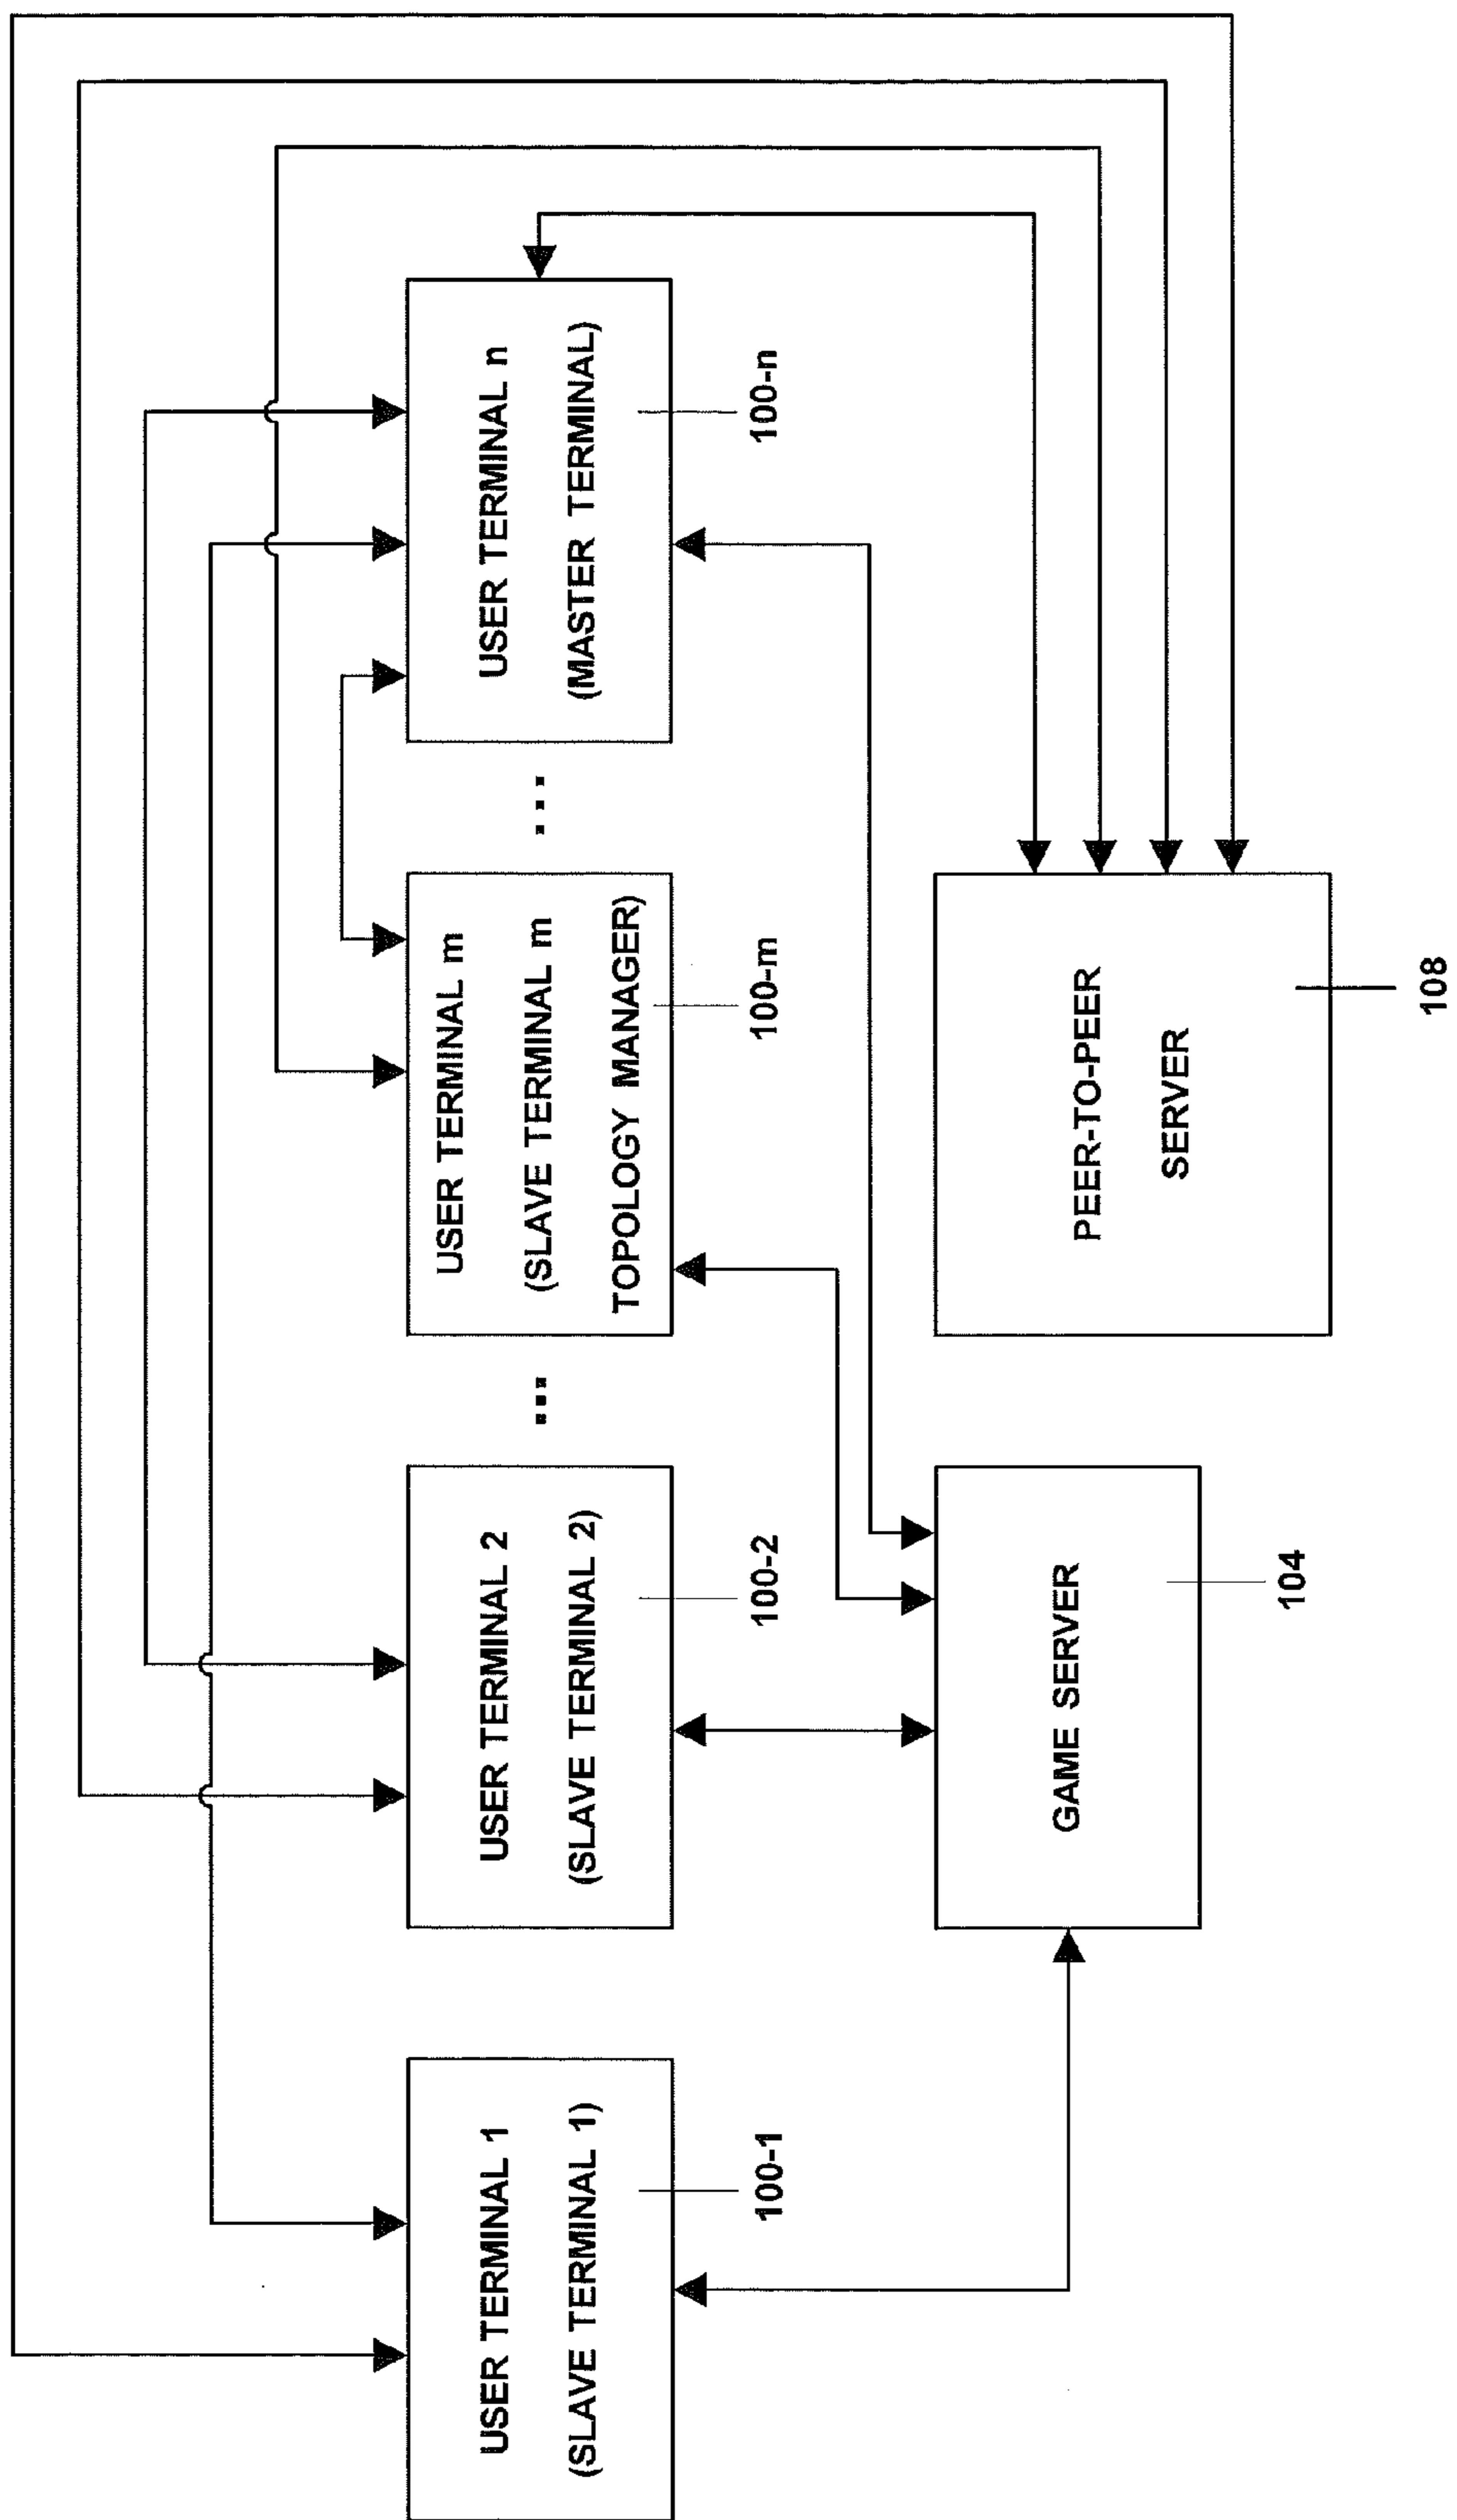 USER TERMINAL 1
(SLAVE TERMINAL 1)
100-1
USER TERMINAL 2
(SLAVE TERMINAL 2)
100-2
...
USER TERMINAL m
(SLAVE TERMINAL m
TOPOLOGY MANAGER)
100-m
...
USER TERMINAL n
(MASTER TERMINAL)
100-n
GAME SERVER
104
PEER-TO-PEER
SERVER
108